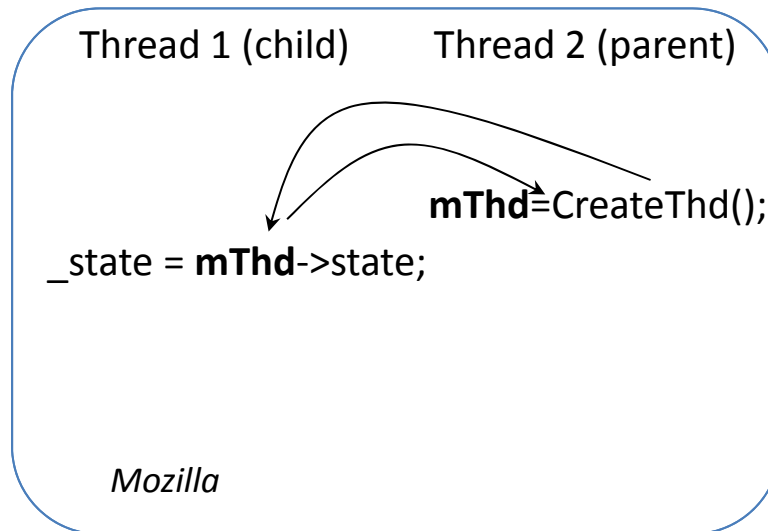 Thread 1 (child) Thread 2 (parent)
mThd=CreateThd();
_state = mThd->state;
Mozilla